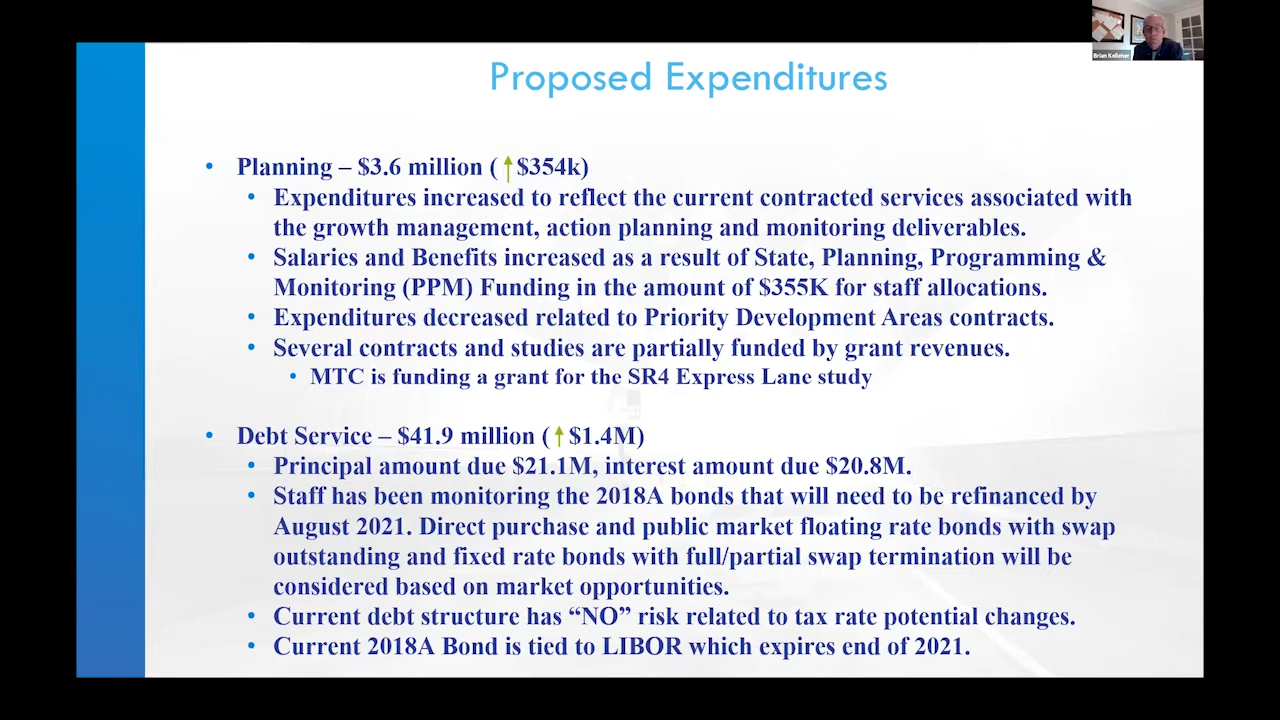 Brian Kelleher
Proposed Expenditures
• Planning – $3.6 million (↑$354k)
• Expenditures increased to reflect the current contracted services associated with
the growth management, action planning and monitoring deliverables.
• Salaries and Benefits increased as a result of State, Planning, Programming &
Monitoring (PPM) Funding in the amount of $355K for staff allocations.
• Expenditures decreased related to Priority Development Areas contracts.
• Several contracts and studies are partially funded by grant revenues.
• MTC is funding a grant for the SR4 Express Lane study
• Debt Service – $41.9 million (↑$1.4M)
• Principal amount due $21.1M, interest amount due $20.8M.
• Staff has been monitoring the 2018A bonds that will need to be refinanced by
August 2021. Direct purchase and public market floating rate bonds with swap
outstanding and fixed rate bonds with full/partial swap termination will be
considered based on market opportunities.
• Current debt structure has “NO” risk related to tax rate potential changes.
• Current 2018A Bond is tied to LIBOR which expires end of 2021.